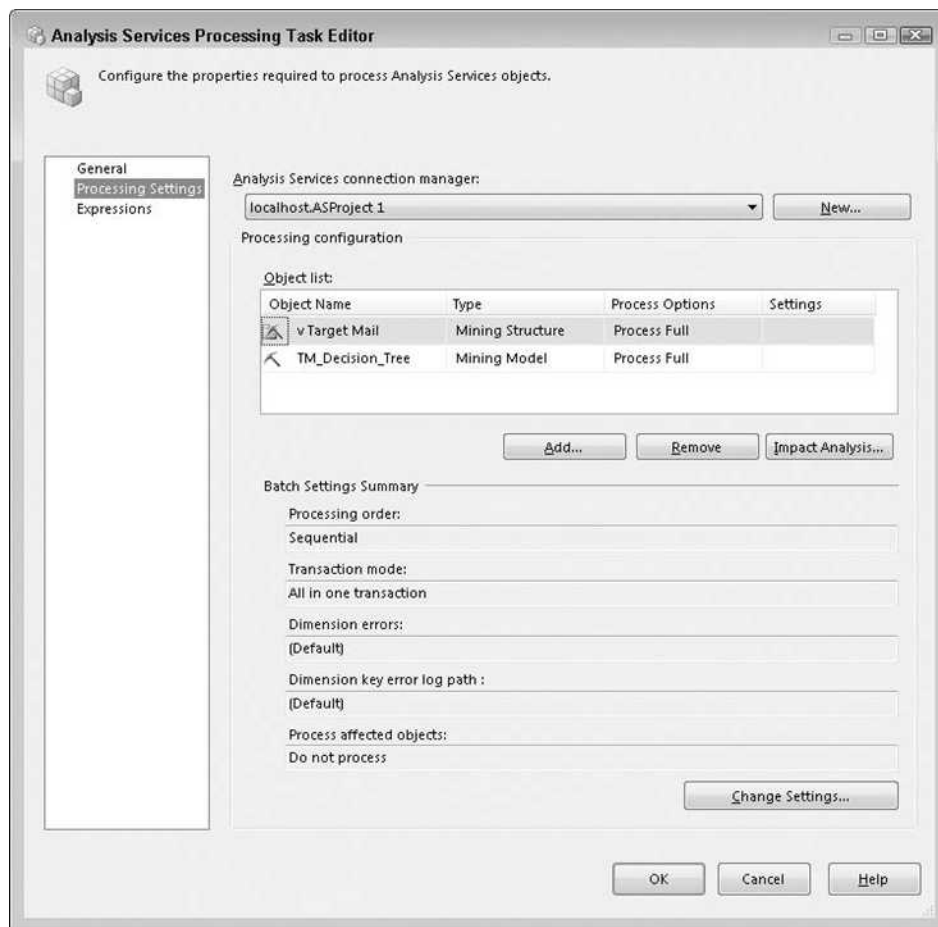 Analysis Services Processing Task Editor
Configure the properties required to process Analysis Services objects.
General
Processing Settings
Expressions
Analysis Services connection manager:
localhost.ASProject 1
New...
Processing configuration
Object list:
Object Name Type Process Options Settings
v Target Mail Mining Structure Process Full
TM_Decision_Tree Mining Model Process Full
Add... Remove Impact Analysis...
Batch Settings Summary
Processing order:
Sequential
Transaction mode:
All in one transaction
Dimension errors:
(Default)
Dimension key error log path :
(Default)
Process affected objects:
Do not process
Change Settings...
OK Cancel Help